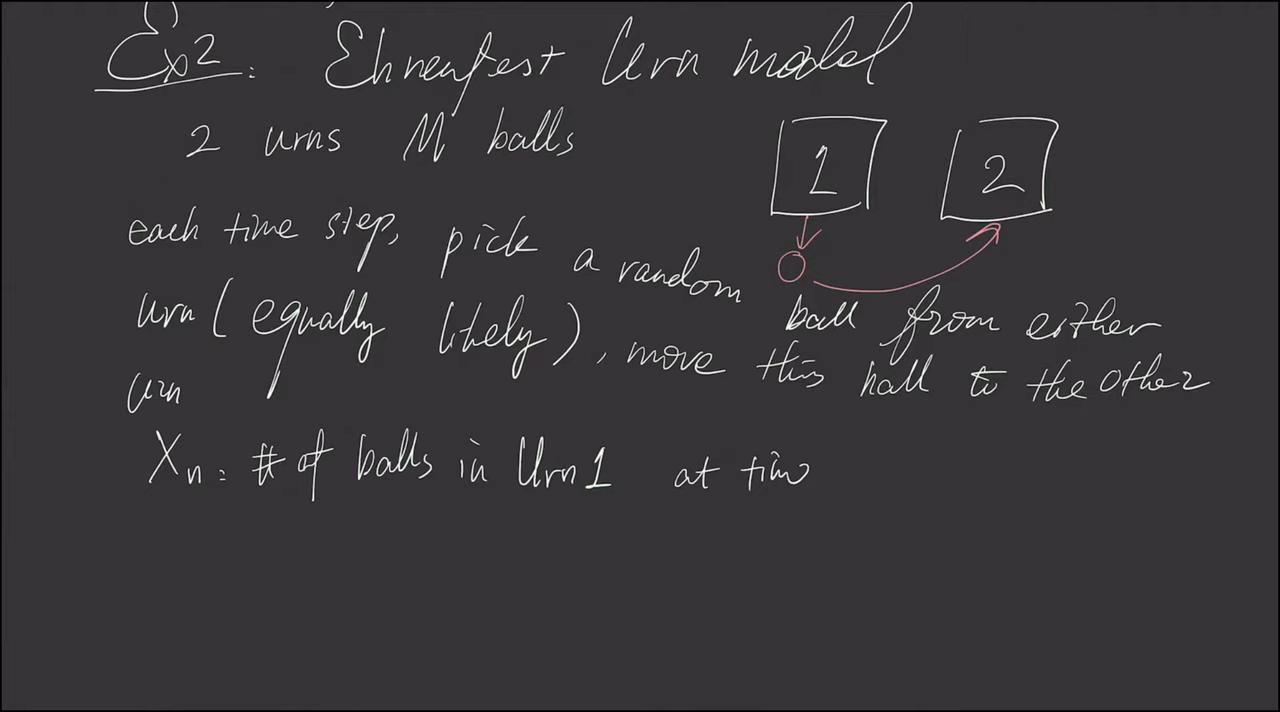 Ex2: Ehrenfest Urn model
2 urns M balls
1 2
each time step, pick a random ball from either
urn (equally likely), move this ball to the other
urn
Xn = # of balls in Urn 1 at tim